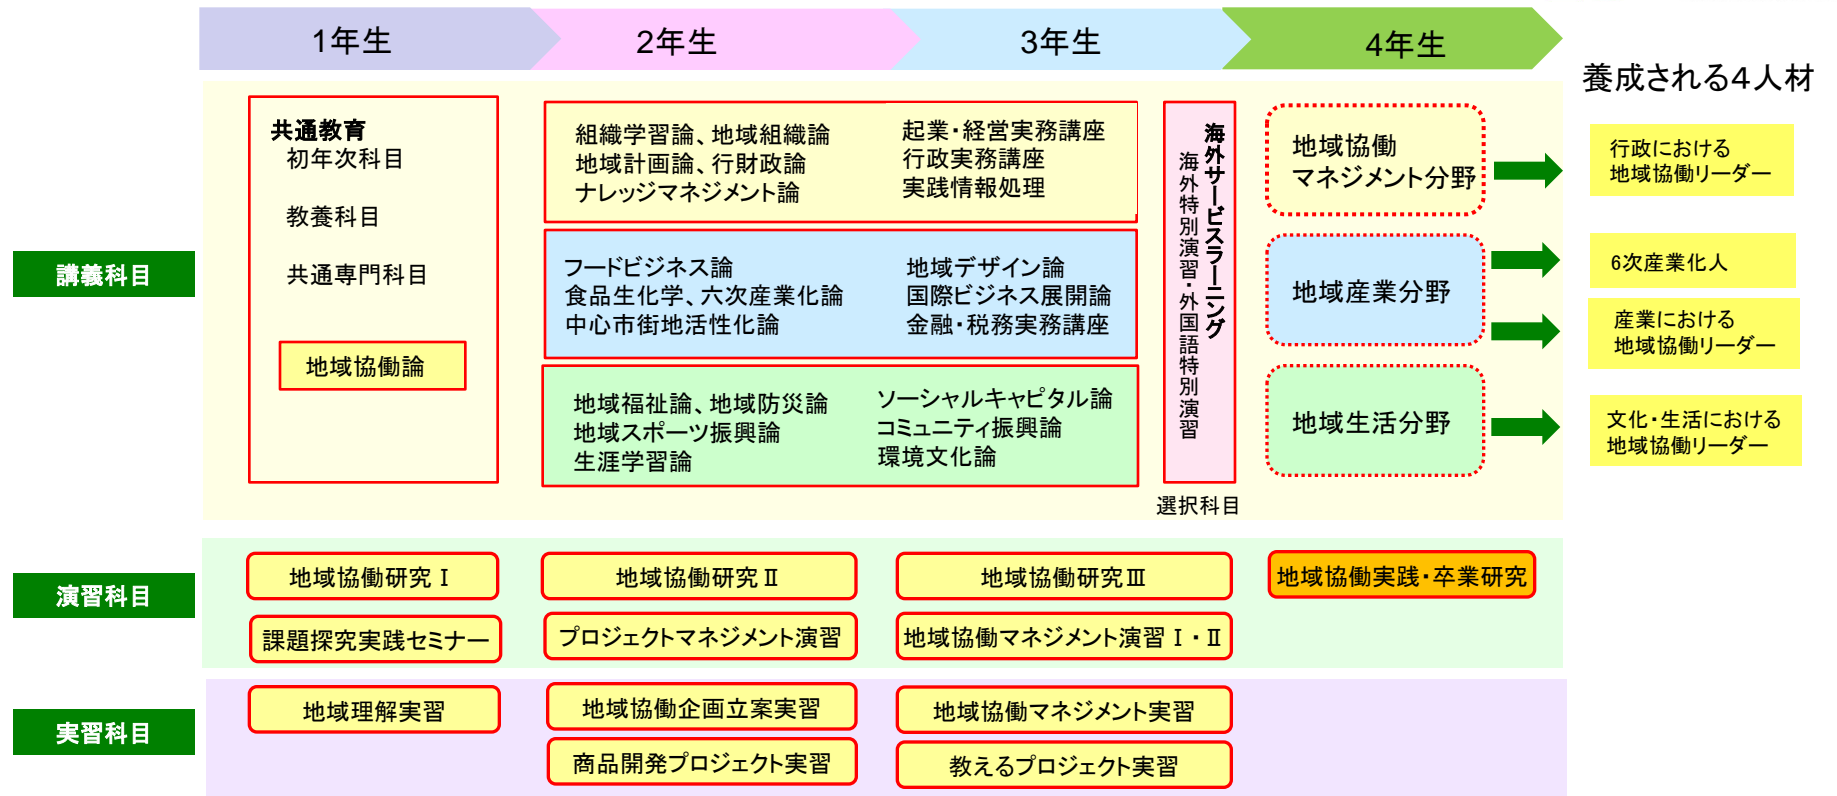 1年生
2年生
3年生
4年生
養成される4人材
講義科目
共通教育
初年次科目
教養科目
共通専門科目
地域協働論
組織学習論、地域組織論
地域計画論、行財政論
ナレッジマネジメント論
起業・経営実務講座
行政実務講座
実践情報処理
フードビジネス論
食品生化学、六次産業化論
中心市街地活性化論
地域デザイン論
国際ビジネス展開論
金融・税務実務講座
地域福祉論、地域防災論
地域スポーツ振興論
生涯学習論
ソーシャルキャピタル論
コミュニティ振興論
環境文化論
海外サービスラーニング
海外特別演習・外国語特別演習
選択科目
地域協働
マネジメント分野
地域産業分野
地域生活分野
行政における
地域協働リーダー
6次産業化人
産業における
地域協働リーダー
文化・生活における
地域協働リーダー
演習科目
地域協働研究Ⅰ
地域協働研究Ⅱ
地域協働研究Ⅲ
地域協働実践・卒業研究
課題探究実践セミナー
プロジェクトマネジメント演習
地域協働マネジメント演習Ⅰ・Ⅱ
実習科目
地域理解実習
地域協働企画立案実習
地域協働マネジメント実習
商品開発プロジェクト実習
教えるプロジェクト実習